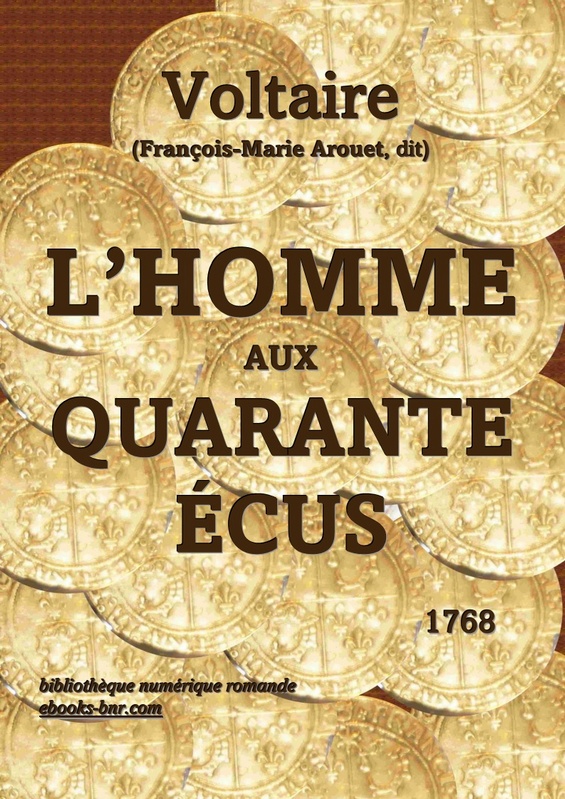 Voltaire
(François-Marie Arouet, dit)
L’HOMME
AUX
QUARANTE
ÉCUS
1768
bibliothèque numérique romande
ebooks-bnr.com